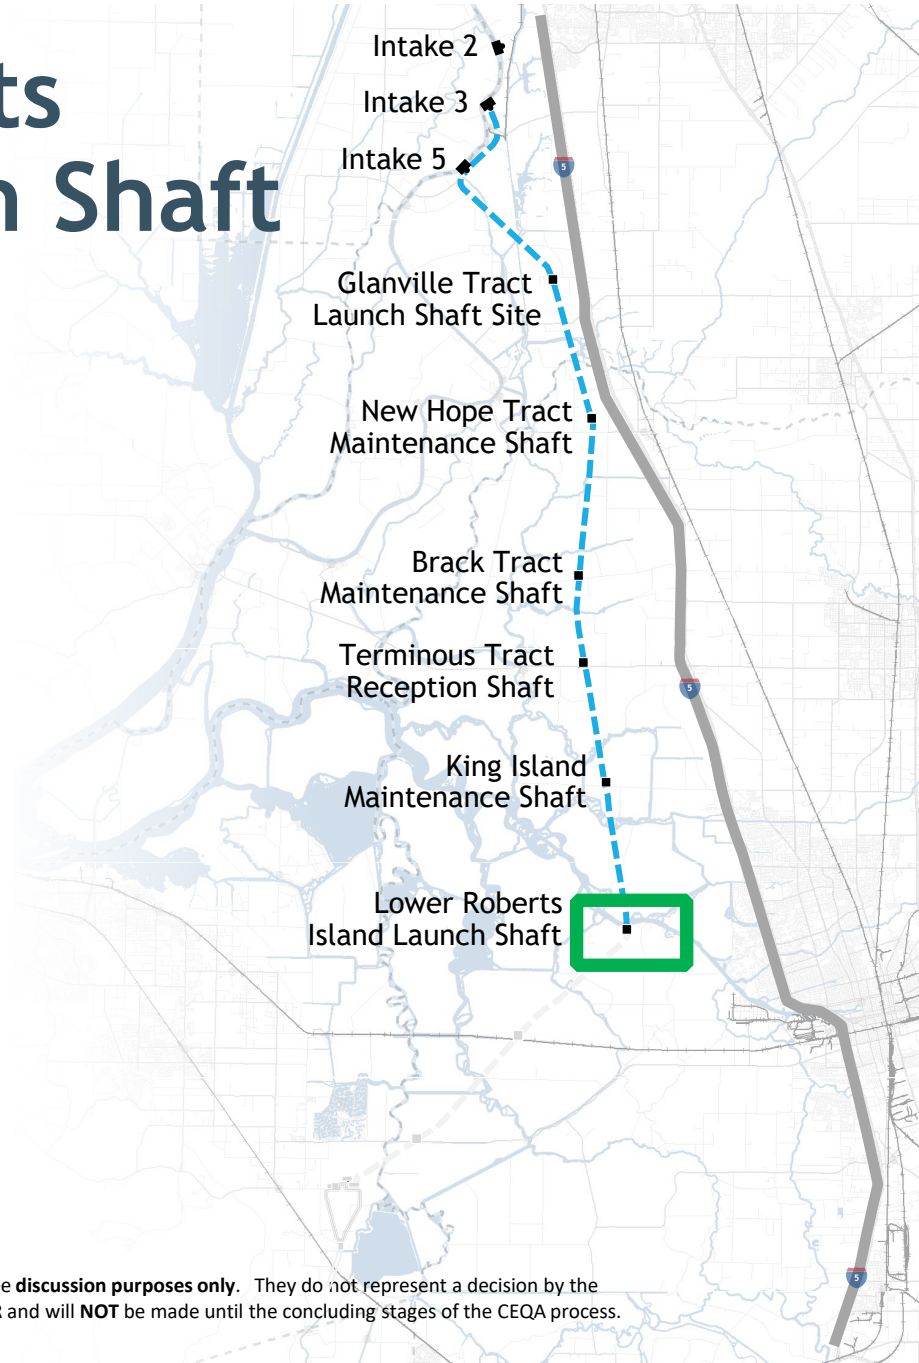 ts
n Shaft
Intake 2
Intake 3
Intake 5
5
Glanville Tract
Launch Shaft Site
New Hope Tract
Maintenance Shaft
Brack Tract
Maintenance Shaft
Terminous Tract
Reception Shaft
5
King Island
Maintenance Shaft
Lower Roberts
Island Launch Shaft
5
e discussion purposes only. They do not represent a decision by the
R and will NOT be made until the concluding stages of the CEQA process.